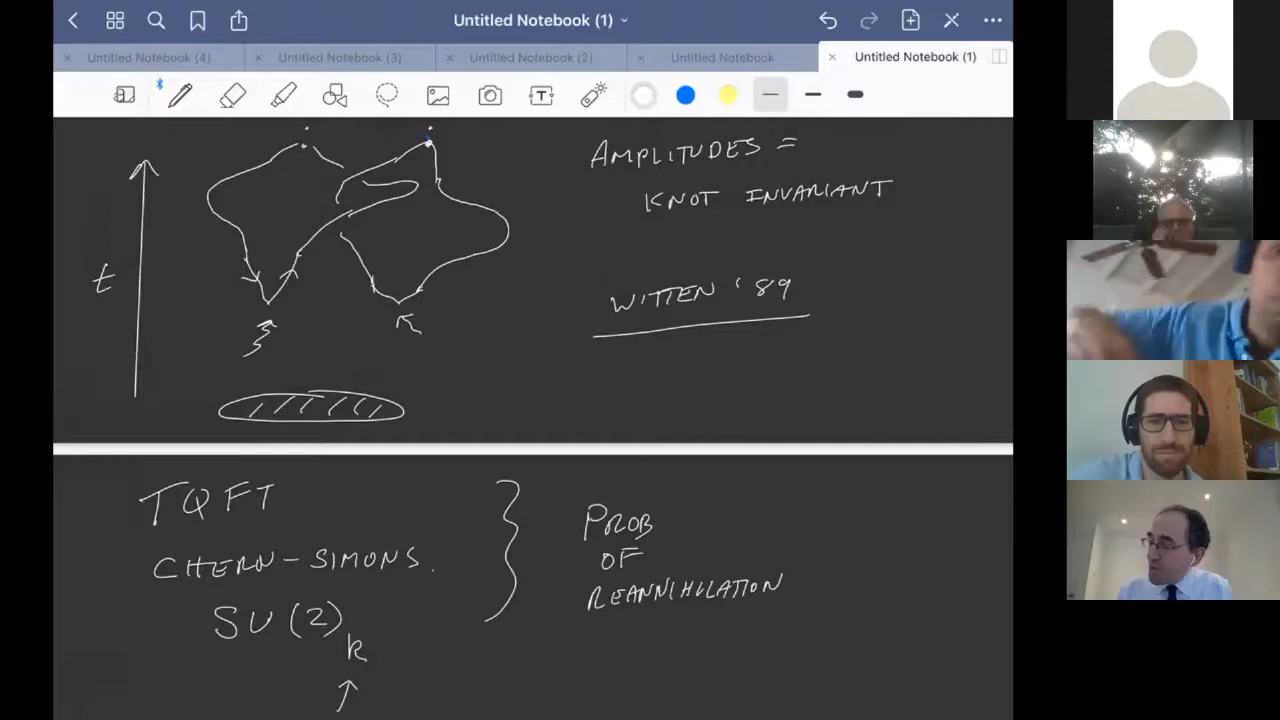 Untitled Notebook (1)
Untitled Notebook (4)
Untitled Notebook (3)
Untitled Notebook (2)
Untitled Notebook
Untitled Notebook (1)
t
AMPLITUDES =
KNOT INVARIANT
WITTEN '89
TQFT
CHERN-SIMONS.
SU(2)k
PROB
OF
REANNIHILATION